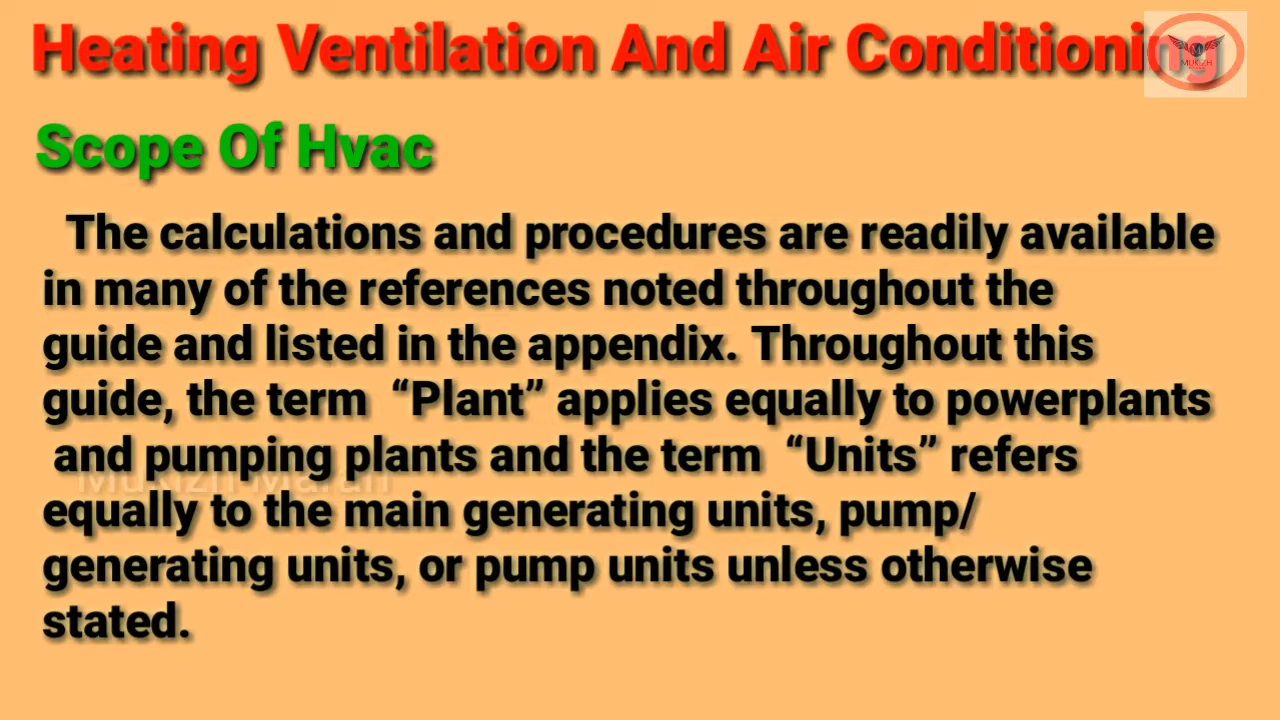 Heating Ventilation And Air Conditioning
MUKIZH
Scope Of Hvac
The calculations and procedures are readily available
in many of the references noted throughout the
guide and listed in the appendix. Throughout this
guide, the term “Plant” applies equally to powerplants
and pumping plants and the term “Units” refers
Mukizh Maran
equally to the main generating units, pump/
generating units, or pump units unless otherwise
stated.